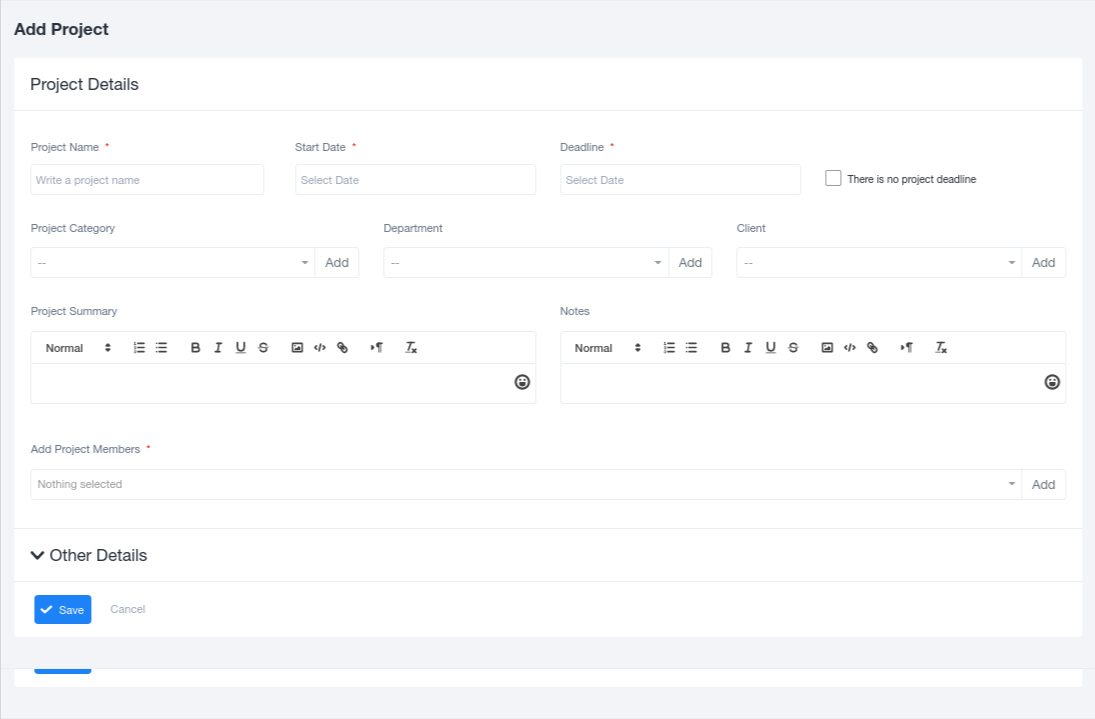 Add Project
Project Details
Project Name *
Start Date *
Deadline *
Write a project name
Select Date
Select Date
There is no project deadline
Project Category
Department
Client
-- Add
-- Add
-- Add
Project Summary
Notes
Normal
Normal
Add Project Members *
Nothing selected Add
Other Details
Save Cancel